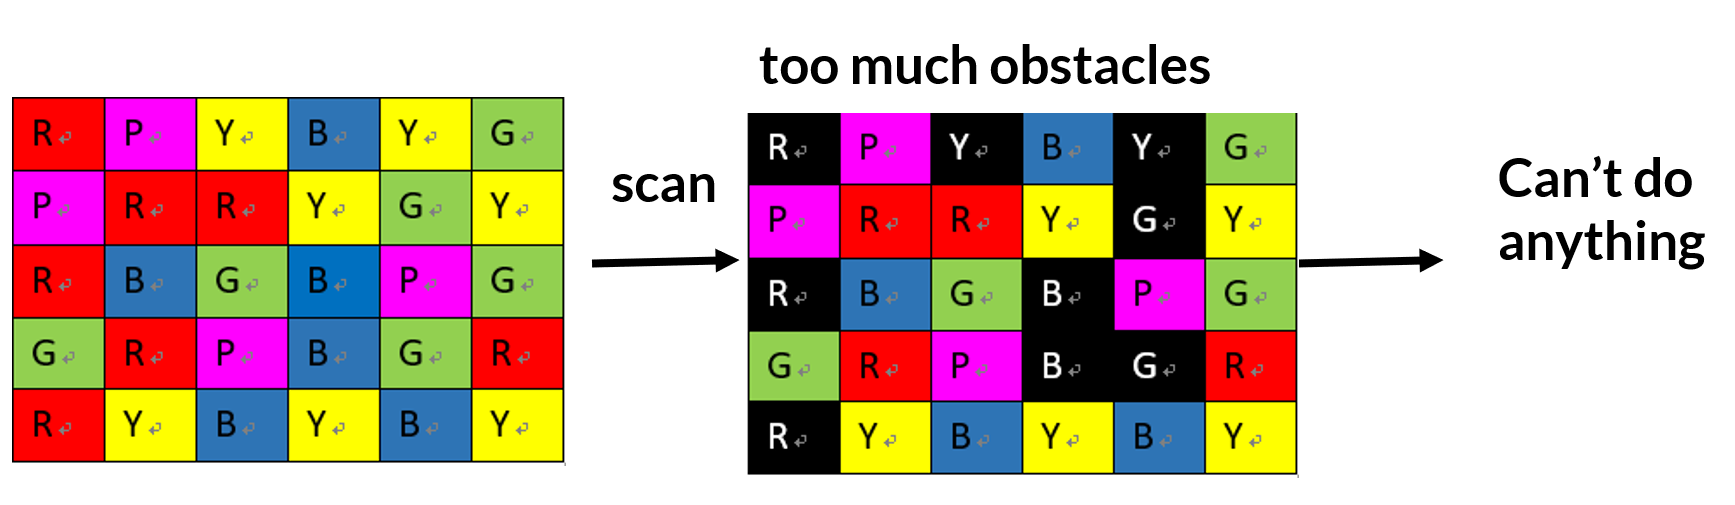 too much obstacles
R P Y B Y G
P R R Y G Y
R B G B P G
G R P B G R
R Y B Y B Y
scan
R P Y B Y G
P R R Y G Y
R B G B P G
G R P B G R
R Y B Y B Y
Can’t do
anything